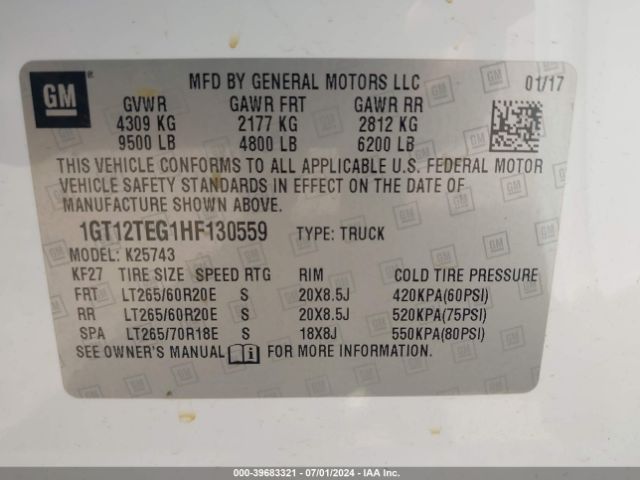 GM ®
MFD BY GENERAL MOTORS LLC 01/17
GVWR GAWR FRT GAWR RR
4309 KG 2177 KG 2812 KG
9500 LB 4800 LB 6200 LB
THIS VEHICLE CONFORMS TO ALL APPLICABLE U.S. FEDERAL MOTOR
VEHICLE SAFETY STANDARDS IN EFFECT ON THE DATE OF
MANUFACTURE SHOWN ABOVE.
1GT12TEG1HF130559 TYPE: TRUCK
MODEL: K25743
KF27 TIRE SIZE SPEED RTG RIM COLD TIRE PRESSURE
FRT LT265/60R20E S 20X8.5J 420KPA(60PSI)
RR LT265/60R20E S 20X8.5J 520KPA(75PSI)
SPA LT265/70R18E S 18X8J 550KPA(80PSI)
SEE OWNER'S MANUAL FOR MORE INFORMATION.
000-39683321 - 07/01/2024 - IAAI.COM